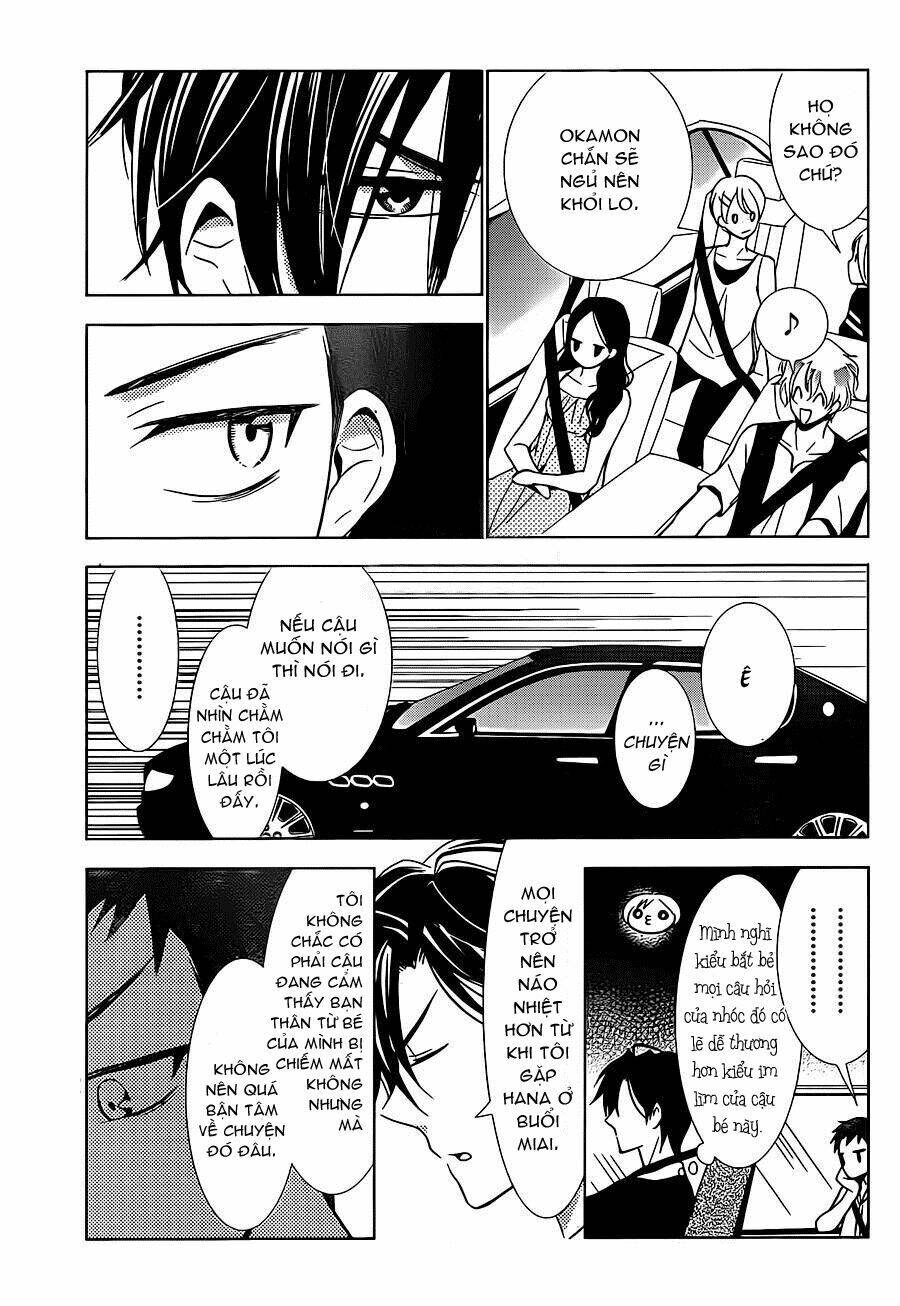 HỌ
KHÔNG
SAO ĐÓ
CHỨ?
OKAMON
CHẮN SẼ
NGỦ NÊN
KHỎI LO.
♪
Ê
...
CHUYỆN
GÌ
NẾU CẬU
MUỐN NÓI GÌ
THÌ NÓI ĐI.
CẬU ĐÃ
NHÌN CHẰM
CHẰM TÔI
MỘT LÚC
LÂU RỒI
ĐẤY.
.........
.........
Mình nghĩ
kiểu bắt bẻ
mọi câu hỏi
của nhóc đó có
lẽ dễ thương
hơn kiểu im
lìm của cậu
bé này.
MỌI
CHUYỆN
TRỞ
NÊN
NÁO
NHIỆT
HƠN TỪ
KHI TÔI
GẶP
HANA Ở
BUỔI
MIAI.
TÔI
KHÔNG
CHẮC CÓ
PHẢI CẬU
ĐANG CẢM
THẤY BẠN
THÂN TỪ BÉ
CỦA MÌNH BỊ
CHIẾM MẤT
KHÔNG
NHƯNG
MÀ
KHÔNG
NÊN QUÁ
BẬN TÂM
VỀ CHUYỆN
ĐÓ ĐÂU.